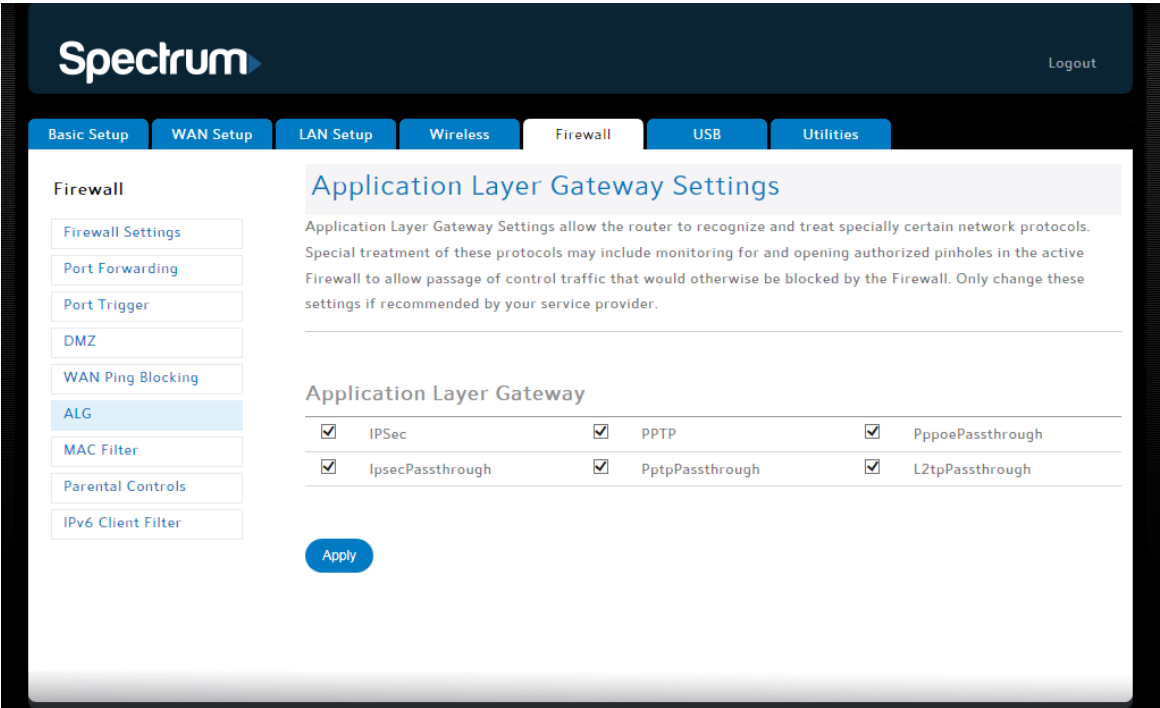 Spectrum
Logout
Basic Setup WAN Setup LAN Setup Wireless Firewall USB Utilities
Firewall
Firewall Settings
Port Forwarding
Port Trigger
DMZ
WAN Ping Blocking
ALG
MAC Filter
Parental Controls
IPv6 Client Filter
Application Layer Gateway Settings
Application Layer Gateway Settings allow the router to recognize and treat specially certain network protocols.
Special treatment of these protocols may include monitoring for and opening authorized pinholes in the active
Firewall to allow passage of control traffic that would otherwise be blocked by the Firewall. Only change these
settings if recommended by your service provider.
Application Layer Gateway
IPSec PPTP PppoePassthrough
IpsecPassthrough PptpPassthrough L2tpPassthrough
Apply